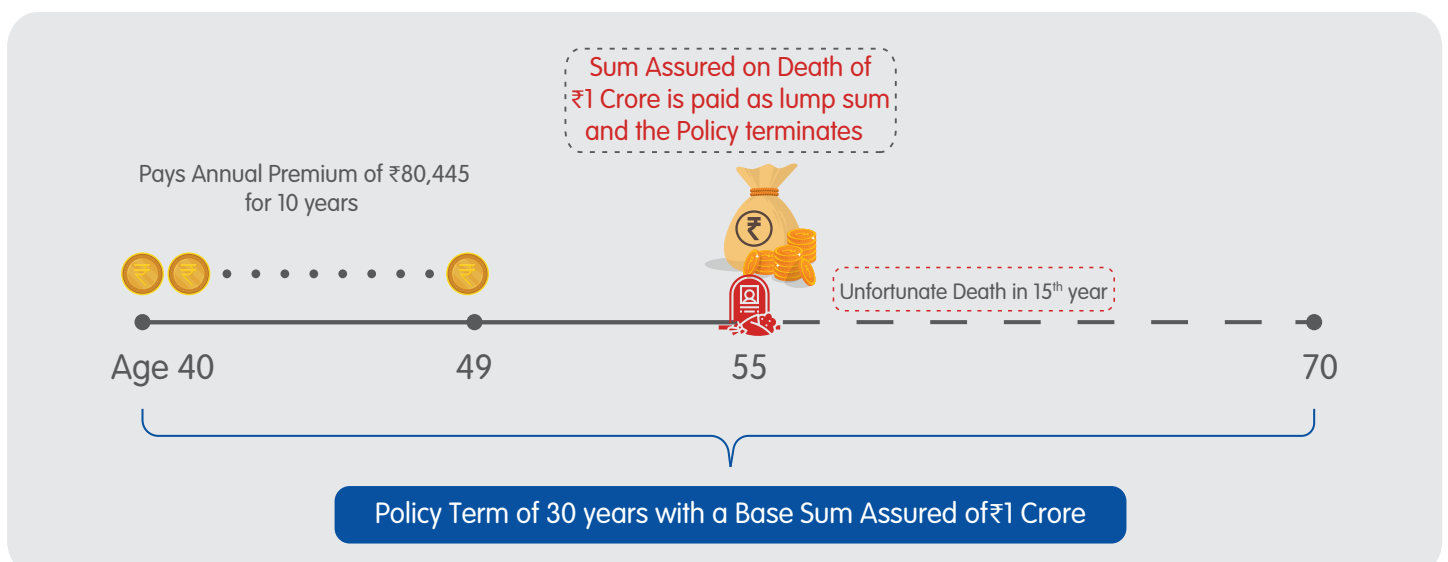 Sum Assured on Death of
₹1 Crore is paid as lump sum
and the Policy terminates
Pays Annual Premium of ₹80,445
for 10 years
Unfortunate Death in 15th year
Age 40
49
55
70
Policy Term of 30 years with a Base Sum Assured of₹1 Crore